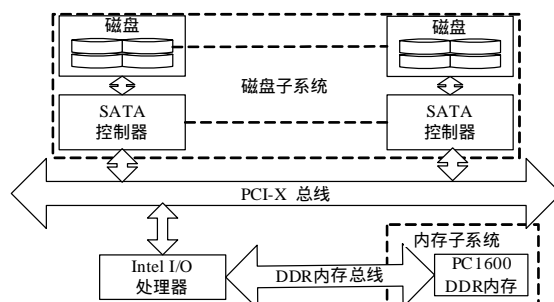 磁盘
磁盘
磁盘子系统
SATA
控制器
SATA
控制器
PCI-X 总线
内存子系统
Intel I/O
处理器
DDR内存总线
PC1600
DDR内存